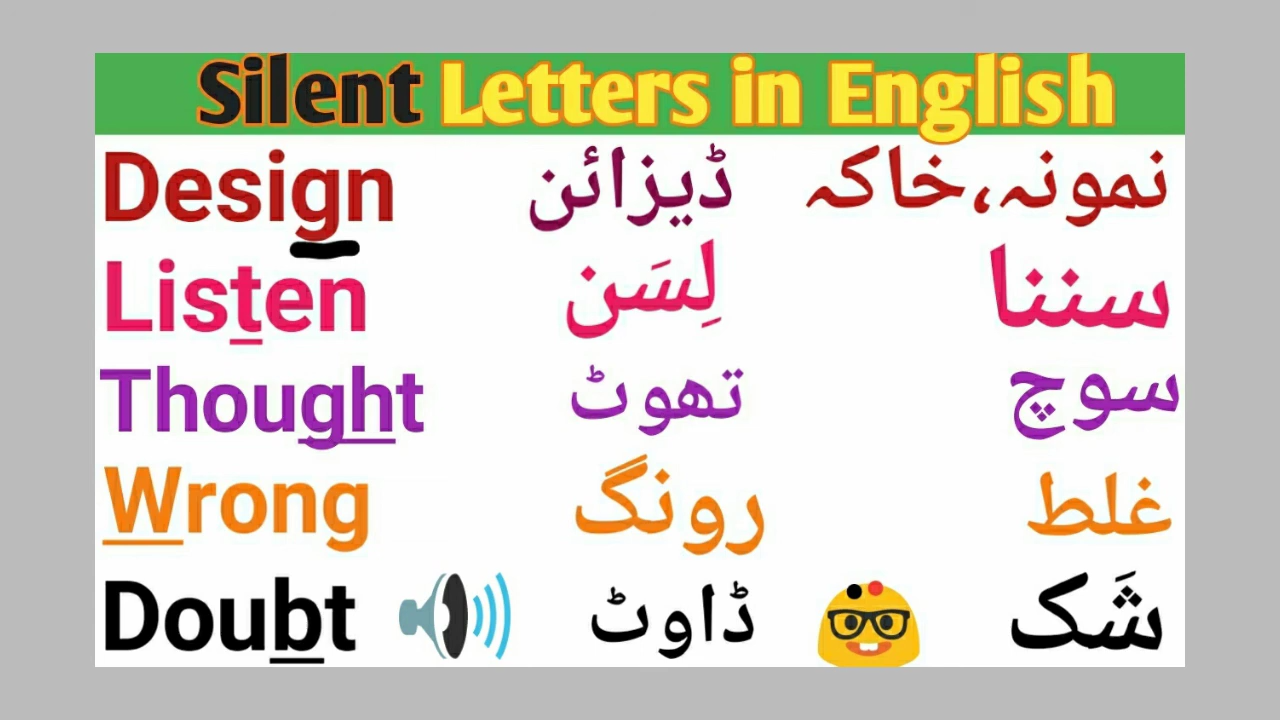 Silent Letters in English
Design ڈیزائن نمونہ،خاکہ
Listen لِسَن سننا
Thought تھوٹ سوچ
Wrong رونگ غلط
Doubt ڈاوٹ شَک